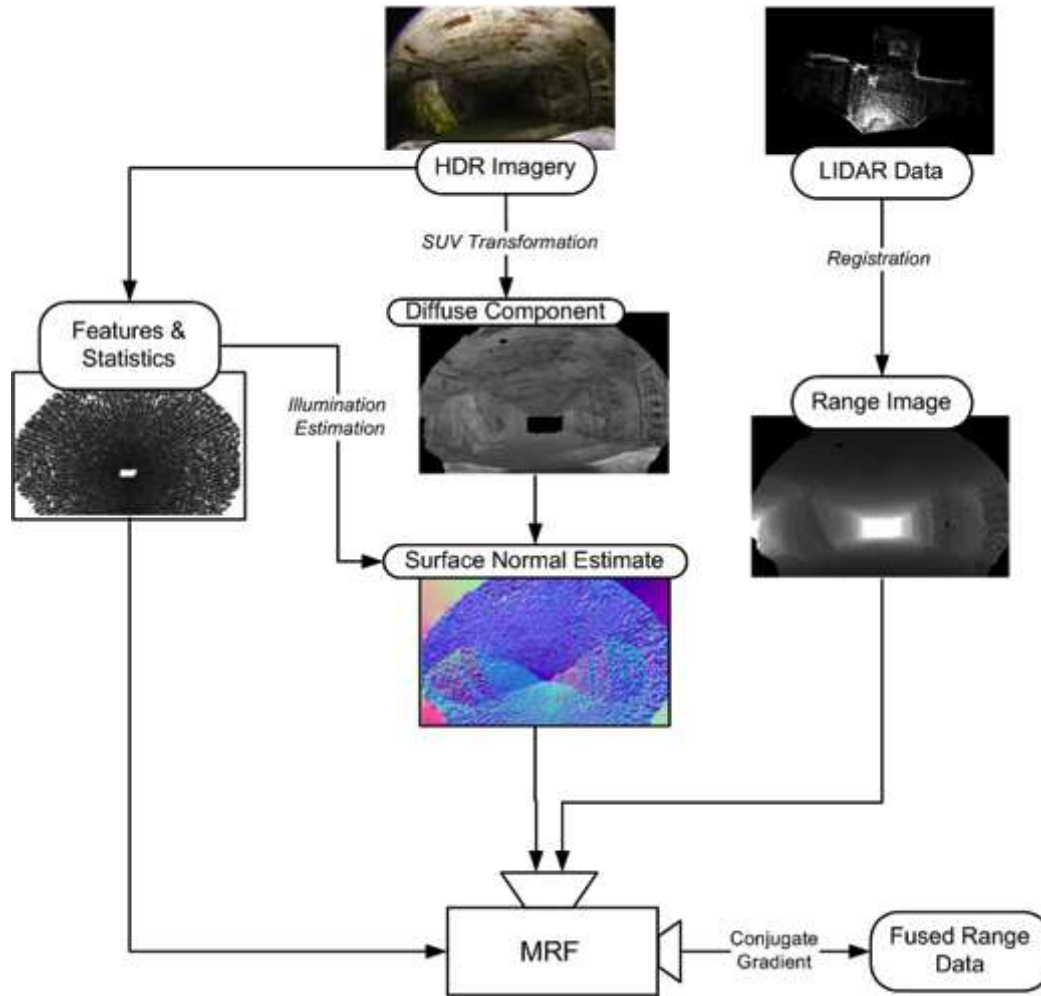 HDR Imagery
LIDAR Data
SUV Transformation
Registration
Diffuse Component
Features &
Statistics
Illumination
Estimation
Range Image
Surface Normal Estimate
MRF
Conjugate
Gradient
Fused Range
Data